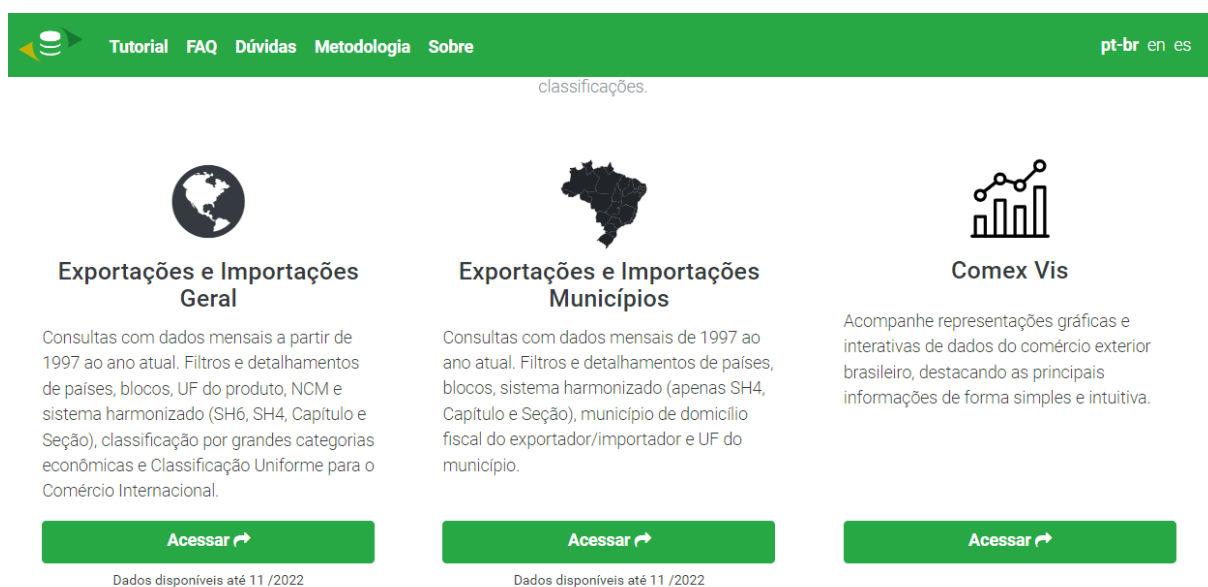 Tutorial FAQ Dúvidas Metodologia Sobre pt-br en es
classificações.
Exportações e Importações
Geral
Consultas com dados mensais a partir de
1997 ao ano atual. Filtros e detalhamentos
de países, blocos, UF do produto, NCM e
sistema harmonizado (SH6, SH4, Capítulo e
Seção), classificação por grandes categorias
econômicas e Classificação Uniforme para o
Comércio Internacional.
Acessar
Dados disponíveis até 11 /2022
Exportações e Importações
Municípios
Consultas com dados mensais de 1997 ao
ano atual. Filtros e detalhamentos de países,
blocos, sistema harmonizado (apenas SH4,
Capítulo e Seção), município de domicílio
fiscal do exportador/importador e UF do
município.
Acessar
Dados disponíveis até 11 /2022
Comex Vis
Acompanhe representações gráficas e
interativas de dados do comércio exterior
brasileiro, destacando as principais
informações de forma simples e intuitiva.
Acessar